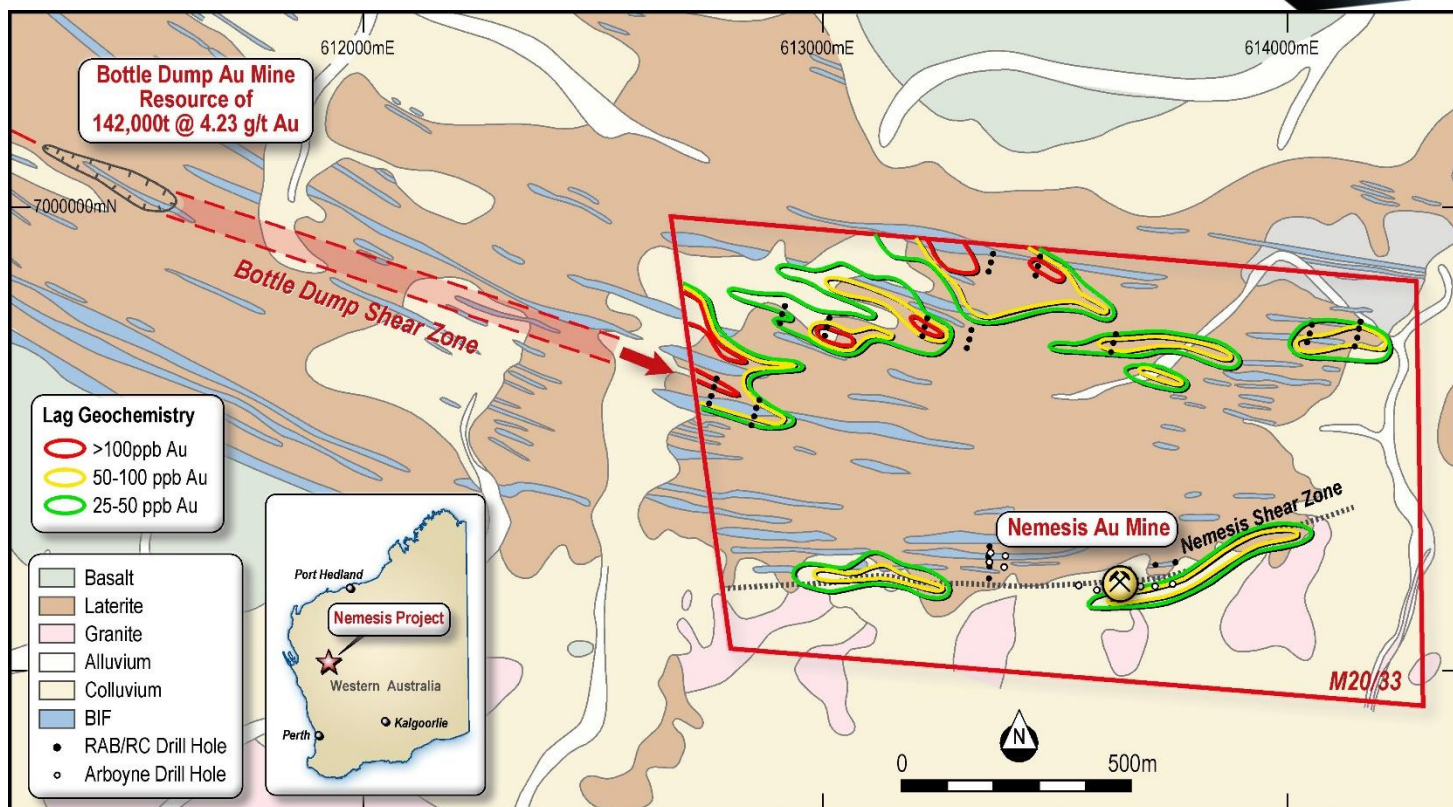 612000mE
613000mE
614000mE
Bottle Dump Au Mine
Resource of
142,000t @ 4.23 g/t Au
7000000mN
Bottle Dump Shear Zone
Lag Geochemistry
>100ppb Au
50-100 ppb Au
25-50 ppb Au
Nemesis Au Mine
Nemesis Shear Zone
Basalt
Laterite
Granite
Alluvium
Colluvium
BIF
RAB/RC Drill Hole
Arboyne Drill Hole
Port Hedland
Nemesis Project
Western Australia
Kalgoorlie
Perth
M20/33
N
0
500m